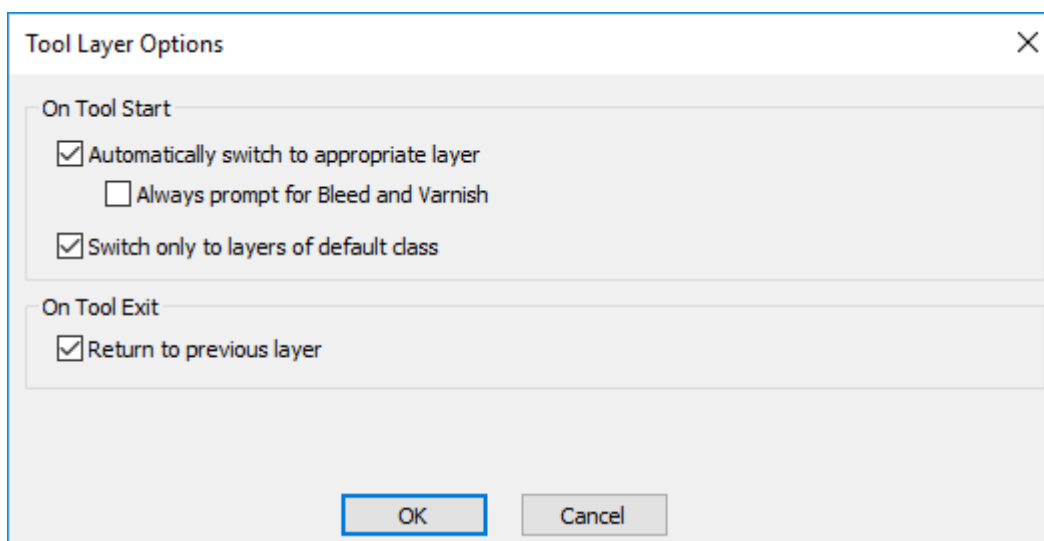 Tool Layer Options
On Tool Start
Automatically switch to appropriate layer
Always prompt for Bleed and Varnish
Switch only to layers of default class
On Tool Exit
Return to previous layer
OK Cancel